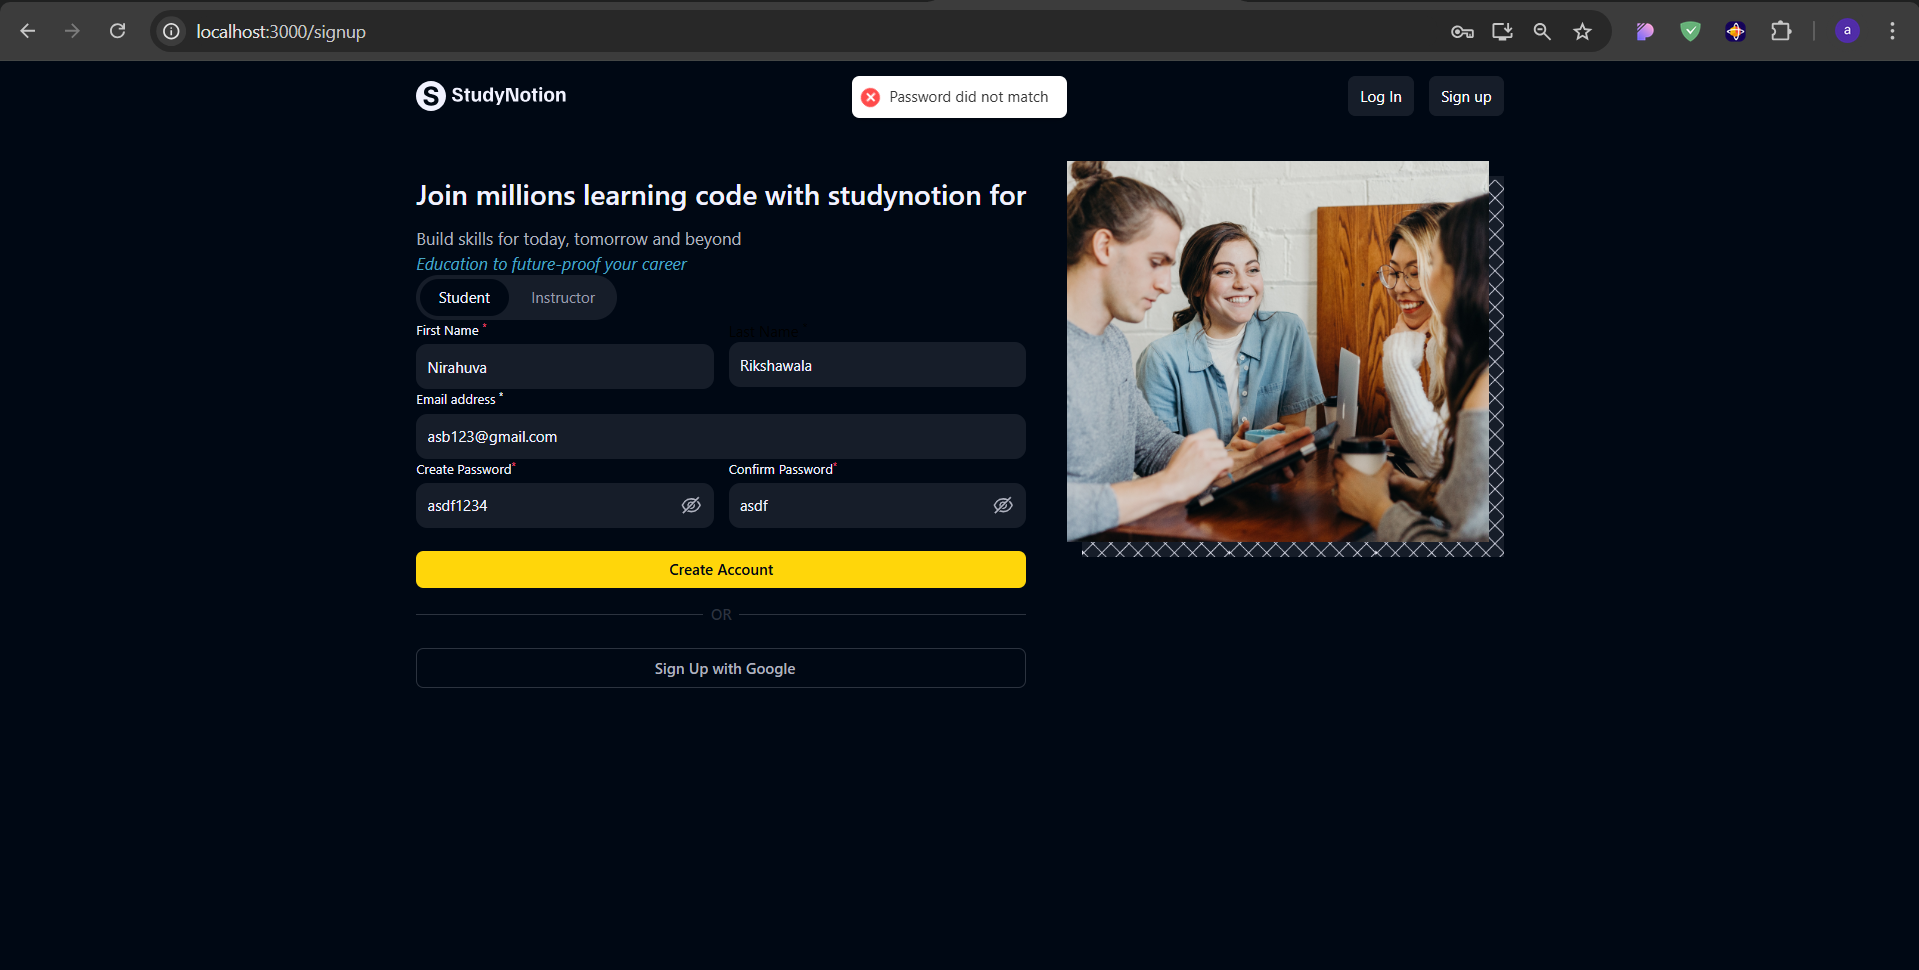 localhost:3000/signup
a
S StudyNotion
Password did not match
Log In
Sign up
Join millions learning code with studynotion for
Build skills for today, tomorrow and beyond
Education to future-proof your career
Student
Instructor
First Name *
Last Name *
Nirahuva
Rikshawala
Email address *
asb123@gmail.com
Create Password*
Confirm Password*
asdf1234
asdf
Create Account
OR
Sign Up with Google